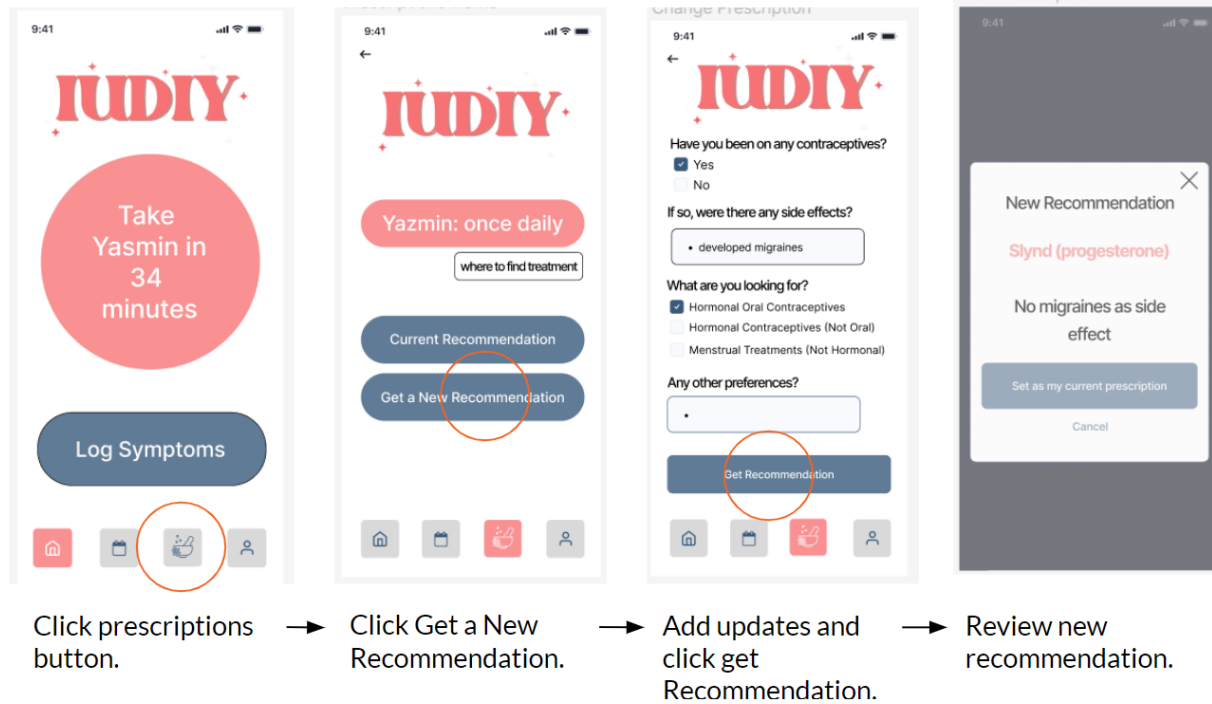 9:41
IUDIY
Take
Yasmin in
34
minutes
Log Symptoms
Click prescriptions
button.
9:41
IUDIY
Yazmin: once daily
where to find treatment
Current Recommendation
Get a New Recommendation
Click Get a New
Recommendation.
Change Prescription
9:41
IUDIY
Have you been on any contraceptives?
Yes
No
If so, were there any side effects?
• developed migraines
What are you looking for?
Hormonal Oral Contraceptives
Hormonal Contraceptives (Not Oral)
Menstrual Treatments (Not Hormonal)
Any other preferences?
•
Get Recommendation
Add updates and
click get
Recommendation.
9:41
New Recommendation
Slynd (progesterone)
No migraines as side
effect
Set as my current prescription
Cancel
Review new
recommendation.